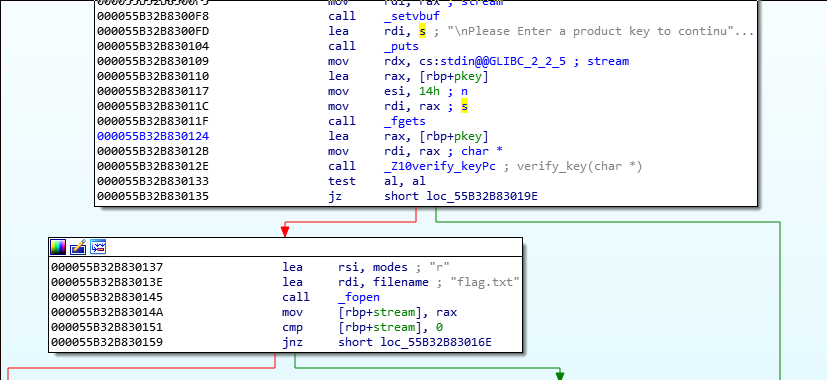 mov rdi, rax ; stream
000055B32B8300F8 call _setvbuf
000055B32B8300FD lea rdi, s ; "\nPlease Enter a product key to continu"...
000055B32B830104 call _puts
000055B32B830109 mov rdx, cs:stdin@@GLIBC_2_2_5 ; stream
000055B32B830110 lea rax, [rbp+pkey]
000055B32B830117 mov esi, 14h ; n
000055B32B83011C mov rdi, rax ; s
000055B32B83011F call _fgets
000055B32B830124 lea rax, [rbp+pkey]
000055B32B83012B mov rdi, rax ; char *
000055B32B83012E call _Z10verify_keyPc ; verify_key(char *)
000055B32B830133 test al, al
000055B32B830135 jz short loc_55B32B83019E
000055B32B830137 lea rsi, modes ; "r"
000055B32B83013E lea rdi, filename ; "flag.txt"
000055B32B830145 call _fopen
000055B32B83014A mov [rbp+stream], rax
000055B32B830151 cmp [rbp+stream], 0
000055B32B830159 jnz short loc_55B32B83016E